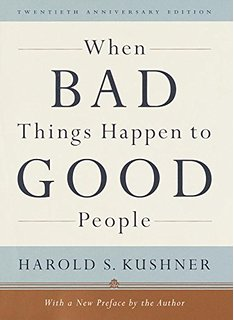 TWENTIETH ANNIVERSARY EDITION
When
BAD
Things Happen to
GOOD
People
HAROLD S. KUSHNER
With a New Preface by the Author